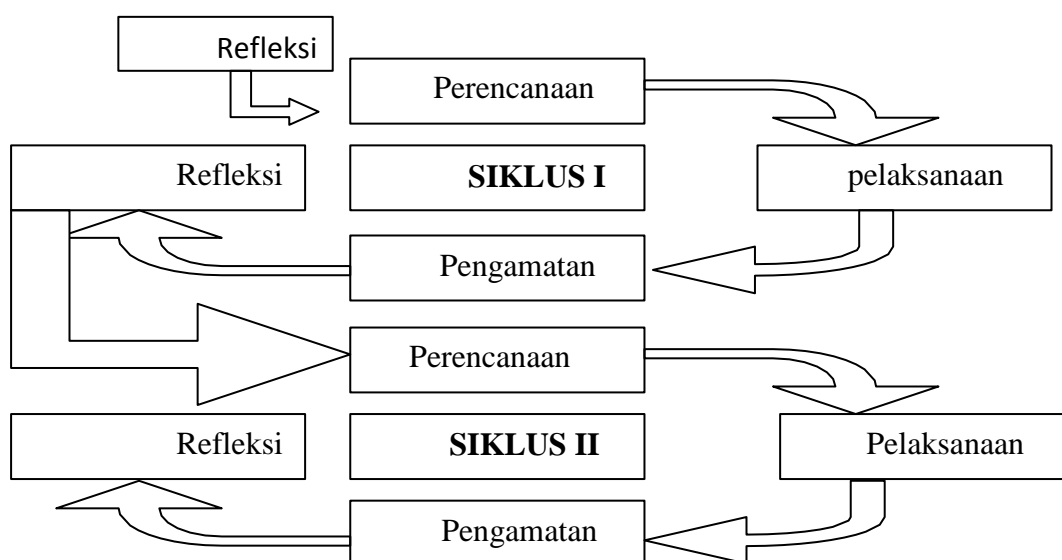 Refleksi
Perencanaan
Refleksi
SIKLUS I
pelaksanaan
Pengamatan
Perencanaan
Refleksi
SIKLUS II
Pelaksanaan
Pengamatan